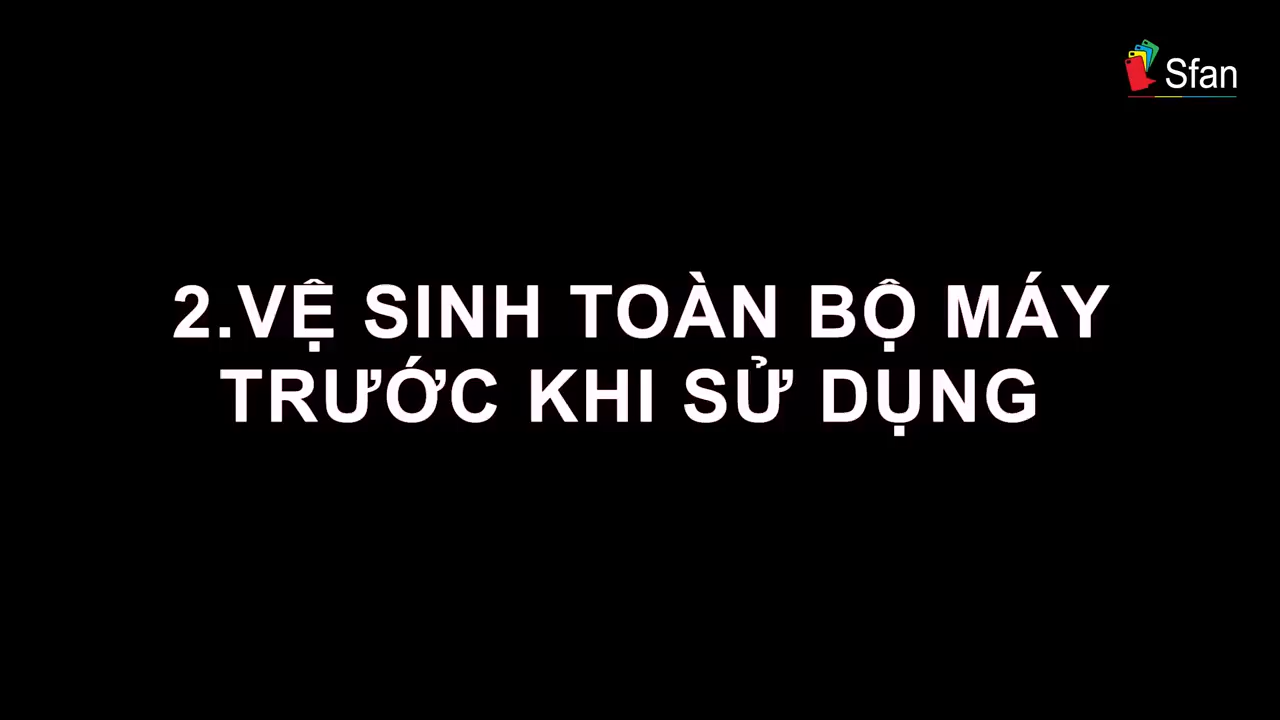 Sfan
2.VỆ SINH TOÀN BỘ MÁY
TRƯỚC KHI SỬ DỤNG